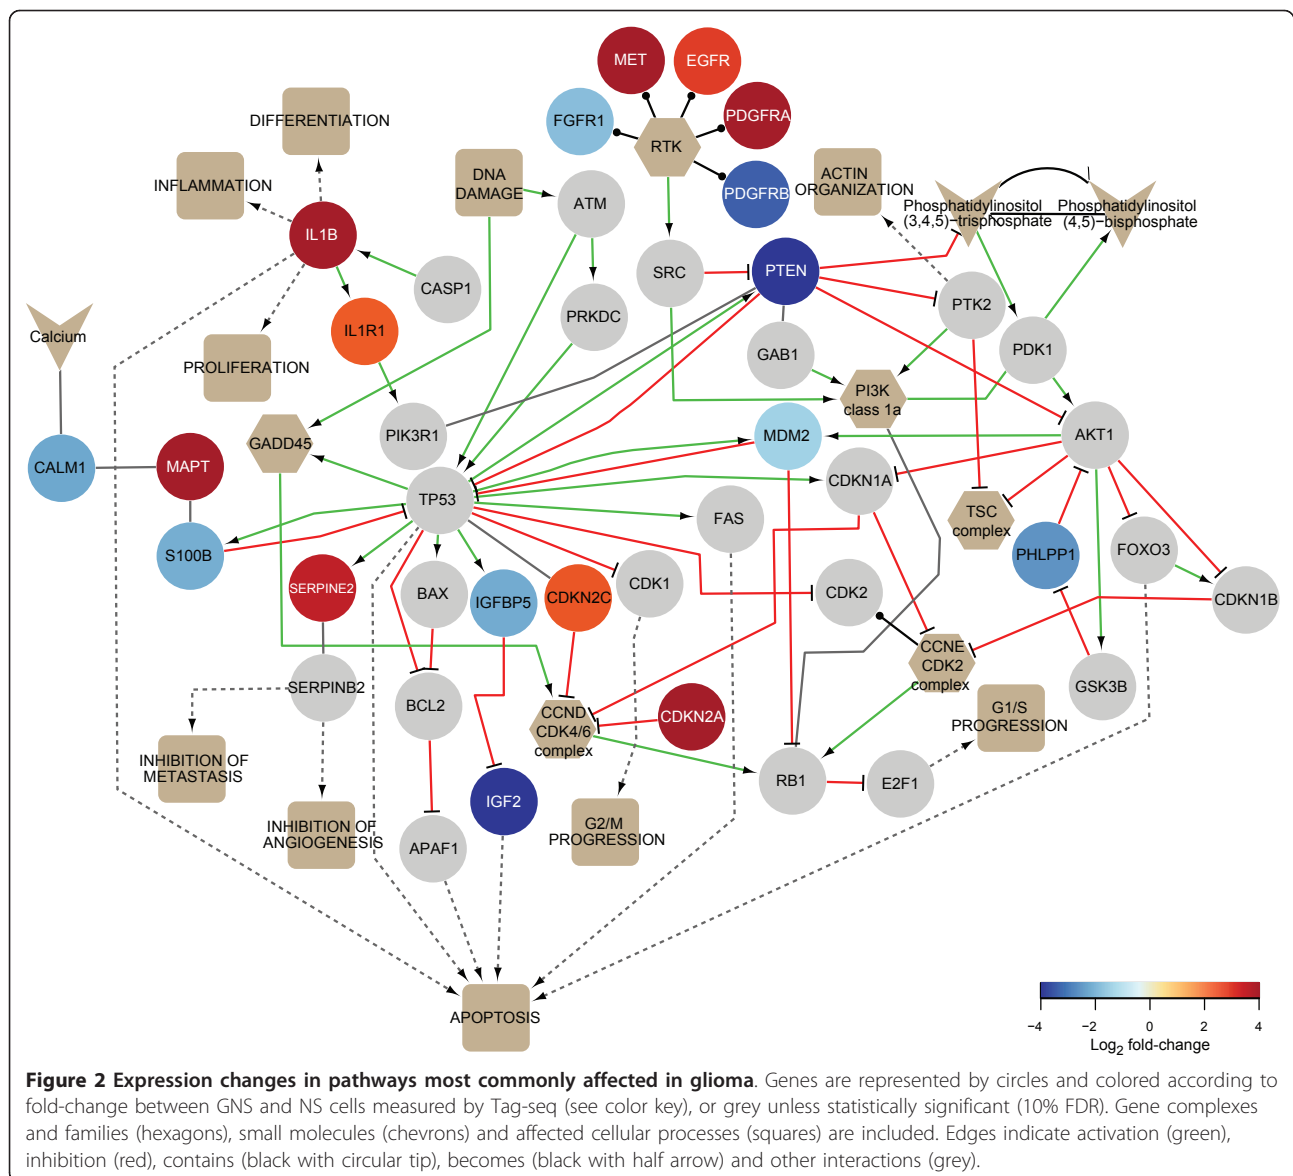 MET
EGFR
FGFR1
PDGFRA
RTK
PDGFRB
DIFFERENTIATION
INFLAMMATION
DNA
DAMAGE
ATM
ACTIN
ORGANIZATION
Phosphatidylinositol
(3,4,5)−trisphosphate
Phosphatidylinositol
(4,5)−bisphosphate
IL1B
CASP1
SRC
PTEN
PTK2
PRKDC
IL1R1
Calcium
PROLIFERATION
GAB1
PDK1
PI3K
class 1a
PIK3R1
GADD45
MDM2
AKT1
CALM1
MAPT
TP53
CDKN1A
FAS
TSC
complex
S100B
PHLPP1
FOXO3
SERPINE2
BAX
IGFBP5
CDKN2C
CDK1
CDK2
CDKN1B
CCNE
CDK2
complex
SERPINB2
BCL2
CCND
CDK4/6
complex
CDKN2A
GSK3B
G1/S
PROGRESSION
INHIBITION OF
METASTASIS
RB1
E2F1
IGF2
INHIBITION OF
ANGIOGENESIS
APAF1
G2/M
PROGRESSION
APOPTOSIS
−4 −2 0 2 4
Log2 fold-change
Figure 2 Expression changes in pathways most commonly affected in glioma. Genes are represented by circles and colored according to
fold-change between GNS and NS cells measured by Tag-seq (see color key), or grey unless statistically significant (10% FDR). Gene complexes
and families (hexagons), small molecules (chevrons) and affected cellular processes (squares) are included. Edges indicate activation (green),
inhibition (red), contains (black with circular tip), becomes (black with half arrow) and other interactions (grey).